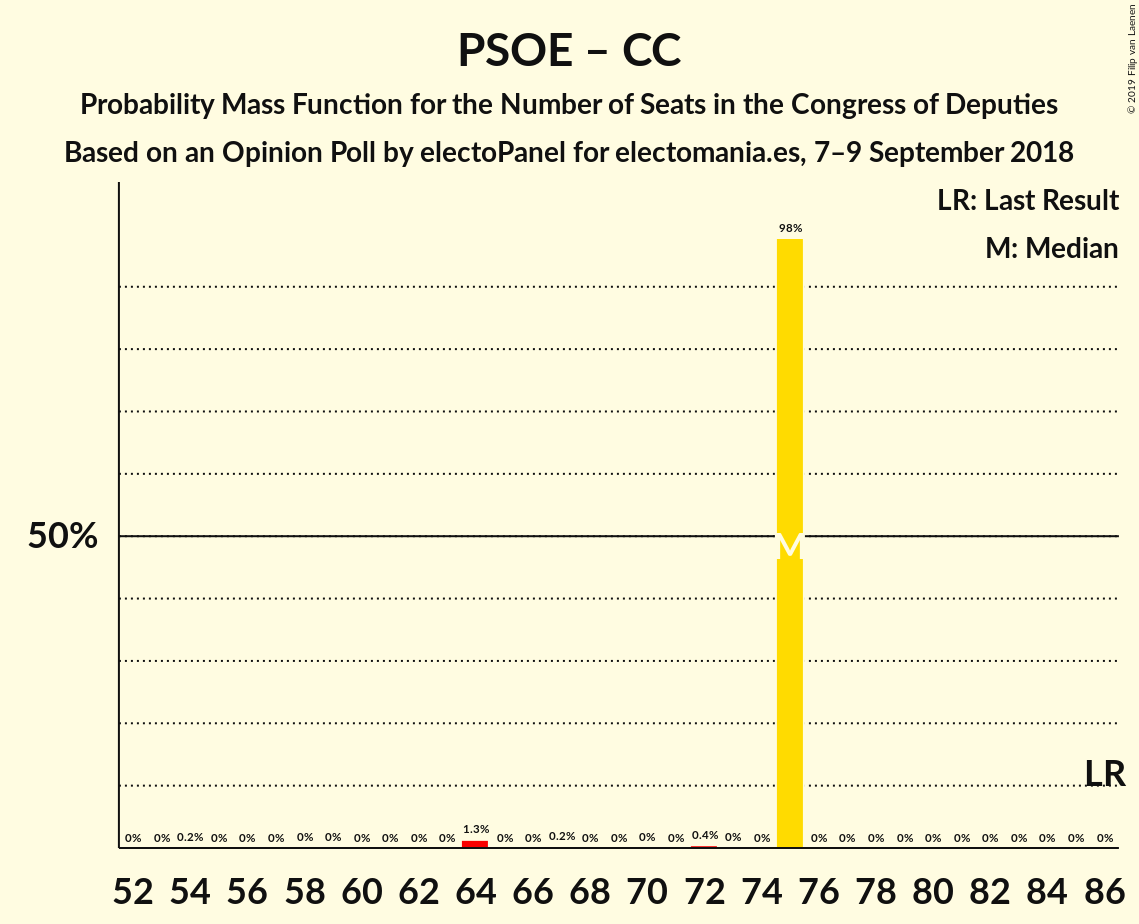 PSOE – CC
Probability Mass Function for the Number of Seats in the Congress of Deputies
Based on an Opinion Poll by electoPanel for electomania.es, 7–9 September 2018
© 2019 Filip van Laenen
LR: Last Result
M: Median
98%
50%
M
LR
0% 0% 0.2% 0% 0% 0% 0% 0% 0% 0% 0% 0% 1.3% 0% 0% 0.2% 0% 0% 0% 0% 0.4% 0% 0% 0% 0% 0% 0% 0% 0% 0% 0% 0% 0% 0%
52 54 56 58 60 62 64 66 68 70 72 74 76 78 80 82 84 86